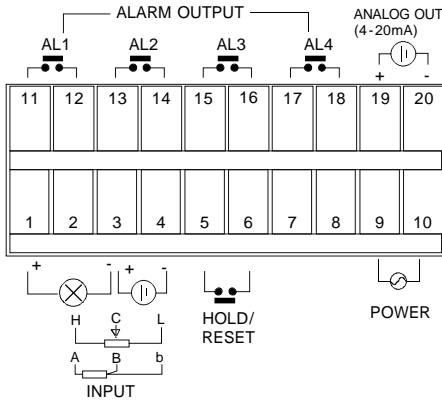 ALARM OUTPUT
ANALOG OUT
(4-20mA)
AL1 AL2 AL3 AL4
+ -
11 12 13 14 15 16 17 18 19 20
1 2 3 4 5 6 7 8 9 10
+ - + -
H C L
HOLD/
RESET
POWER
A B b
INPUT